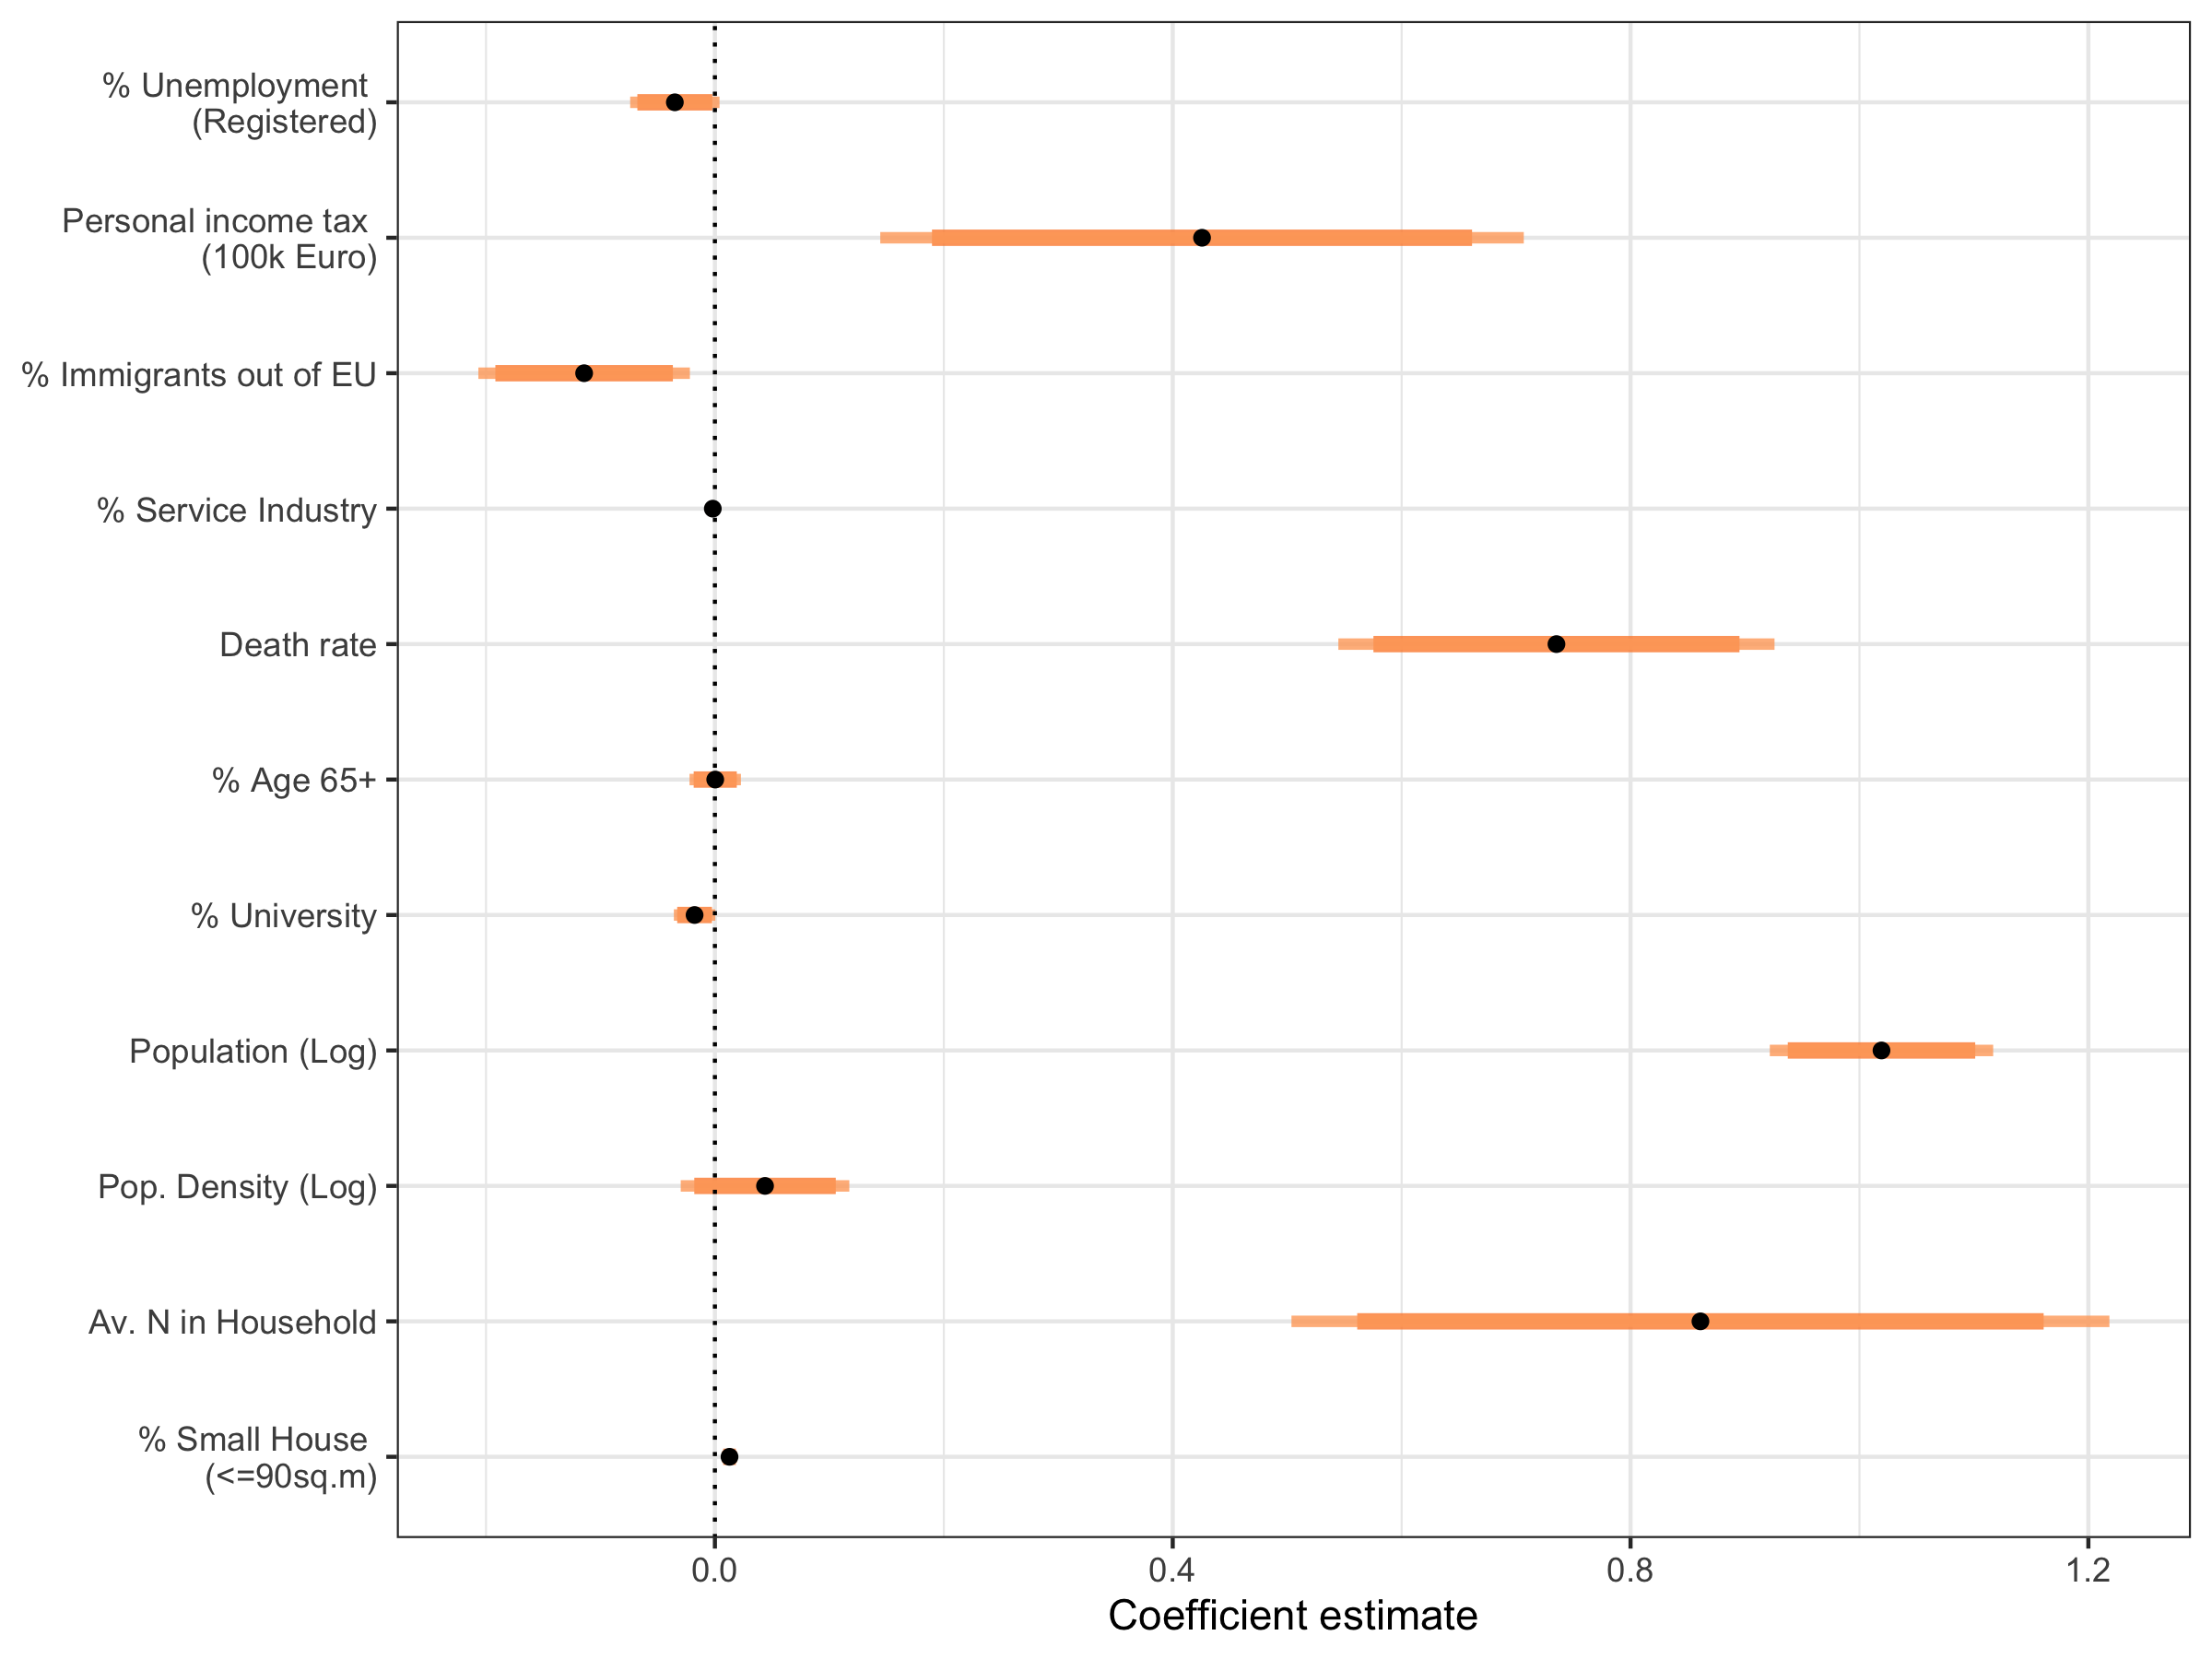 % Unemployment
(Registered)
Personal income tax
(100k Euro)
% Immigrants out of EU
% Service Industry
Death rate
% Age 65+
% University
Population (Log)
Pop. Density (Log)
Av. N in Household
% Small House
(<=90sq.m)
0.0 0.4 0.8 1.2
Coefficient estimate